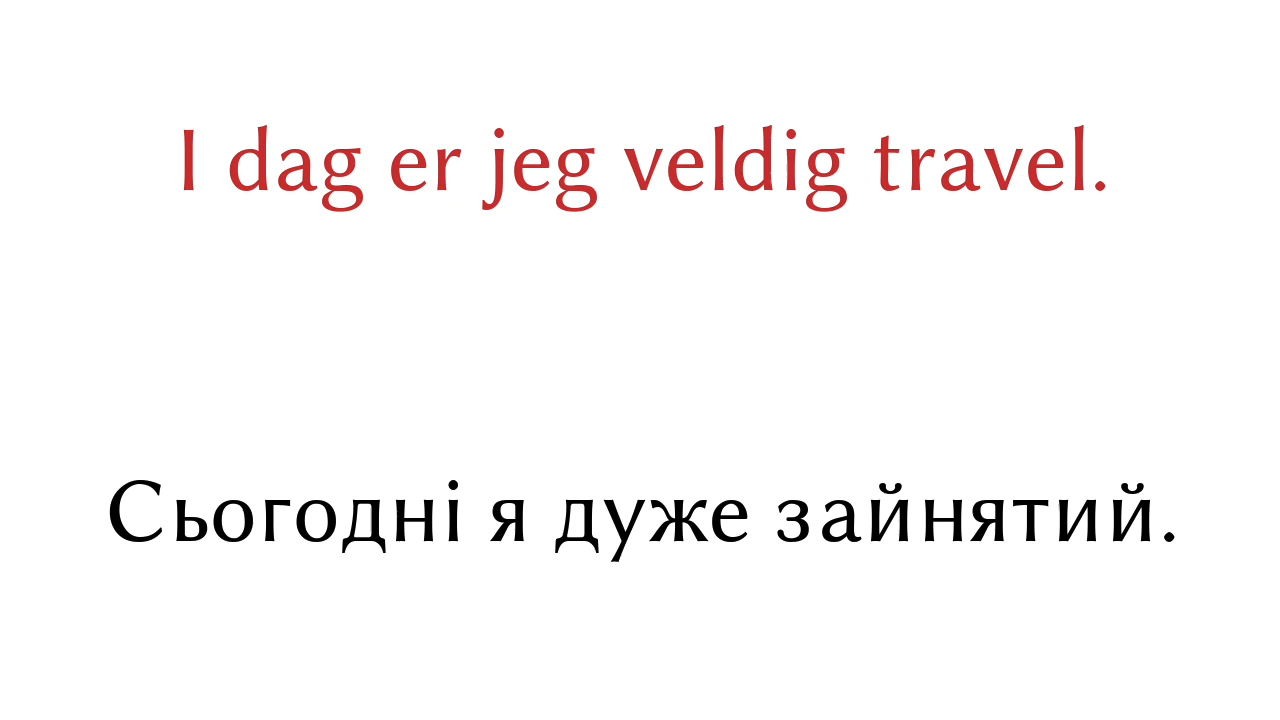 I dag er jeg veldig travel.
Сьогодні я дуже зайнятий.